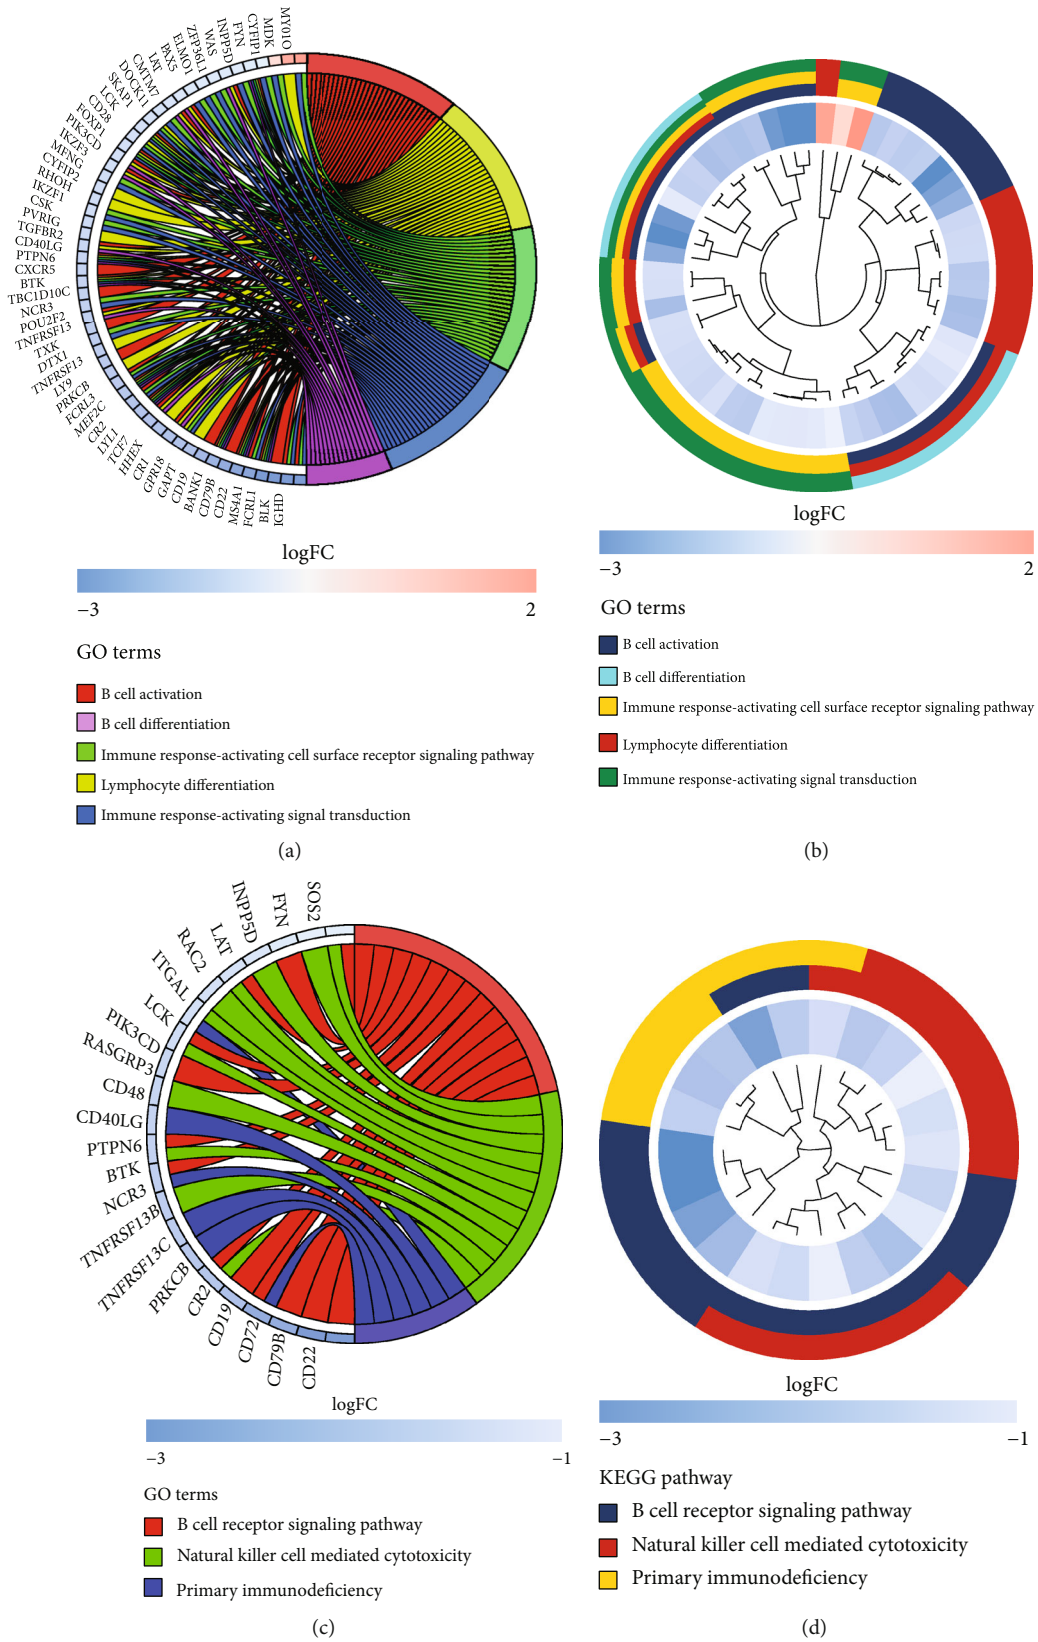 MYO1O
MDK
CYFIP1
FYN
INPP5D
WAS
ZFP36L1
ELMO1
PAX5
LAT
CMTM7
DOCK11
SKAP1
LCK
CD28
FOXP1
PIK3CD
IKZF3
MFNG
CYFIP2
RHOH
IKZF1
CSK
PVRIG
TGFBR2
CD40LG
PTPN6
CXCR5
BTK
TBC1D10C
NCR3
POU2F2
TNFRSF13
TXK
DTX1
TNFRSF13
LY9
PRKCB
FCRL3
MEF2C
CR2
LYL1
TCF7
HHEX
CR1
GPR18
GAPT
CD19
BANK1
CD79B
CD22
MS4A1
FCRL1
BLK
IGHD
logFC
−3 2
GO terms
B cell activation
B cell differentiation
Immune response-activating cell surface receptor signaling pathway
Lymphocyte differentiation
Immune response-activating signal transduction
(a)
logFC
−3 2
GO terms
B cell activation
B cell differentiation
Immune response-activating cell surface receptor signaling pathway
Lymphocyte differentiation
Immune response-activating signal transduction
(b)
SOS2
FYN
INPP5D
LAT
RAC2
ITGAL
LCK
PIK3CD
RASGRP3
CD48
CD40LG
PTPN6
BTK
NCR3
TNFRSF13B
TNFRSF13C
PRKCB
CR2
CD19
CD72
CD79B
CD22
logFC
−3 −1
GO terms
B cell receptor signaling pathway
Natural killer cell mediated cytotoxicity
Primary immunodeficiency
(c)
logFC
−3 −1
KEGG pathway
B cell receptor signaling pathway
Natural killer cell mediated cytotoxicity
Primary immunodeficiency
(d)